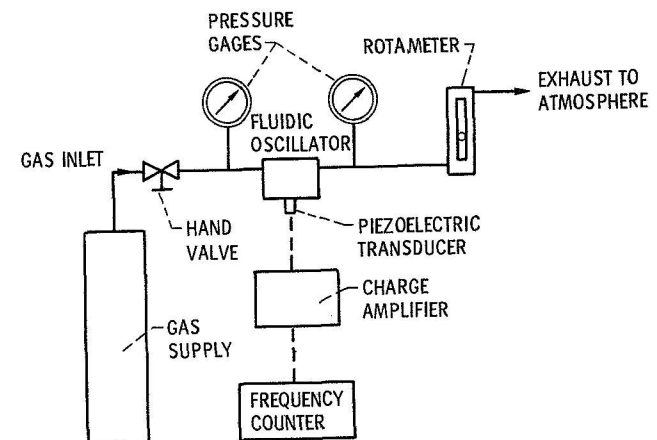 PRESSURE
GAGES
ROTAMETER
EXHAUST TO
ATMOSPHERE
FLUIDIC
OSCILLATOR
GAS INLET
HAND
VALVE
PIEZOELECTRIC
TRANSDUCER
CHARGE
AMPLIFIER
GAS
SUPPLY
FREQUENCY
COUNTER